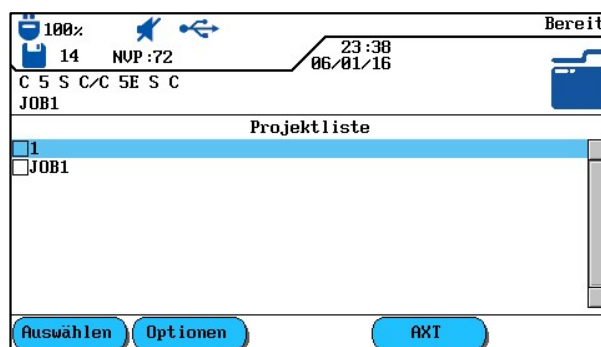 100% Bereit
23:38
14 NVP:72 06/01/16
C 5 S C/C 5E S C
JOB1
Projektliste
1
JOB1
Auswählen Optionen AXT